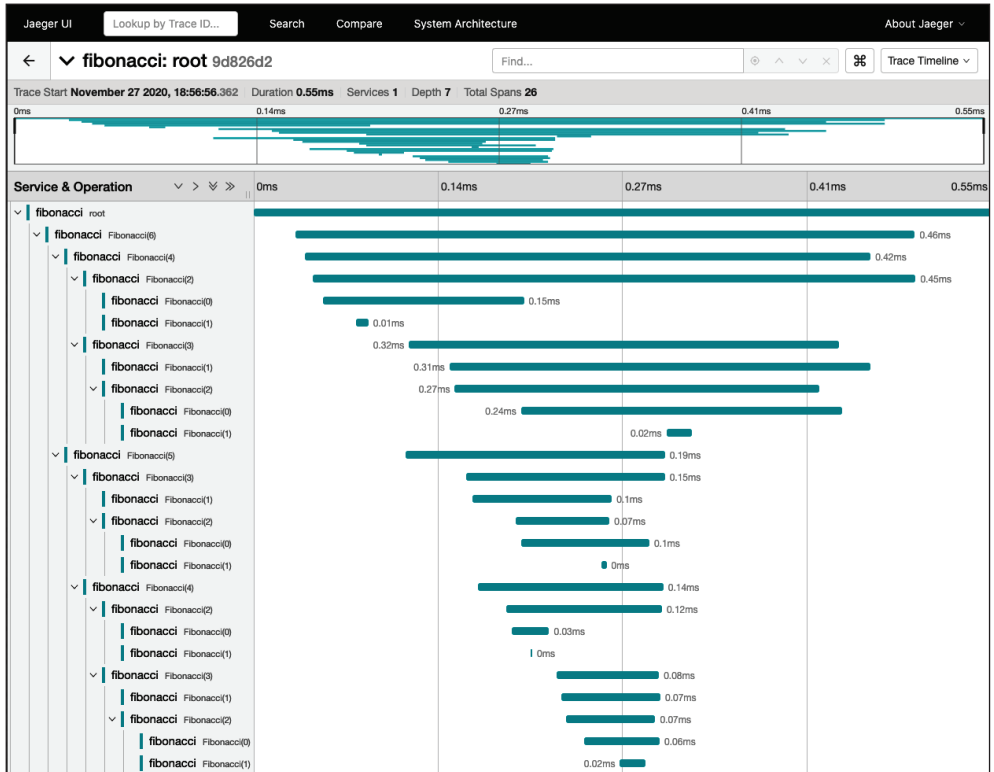 Jaeger UI Lookup by Trace ID... Search Compare System Architecture About Jaeger
fibonacci: root 9d826d2 Find... ⌘ Trace Timeline
Trace Start November 27 2020, 18:56:56.362 Duration 0.55ms Services 1 Depth 7 Total Spans 26
0ms 0.14ms 0.27ms 0.41ms 0.55ms
Service & Operation 0ms 0.14ms 0.27ms 0.41ms 0.55ms
fibonacci root
fibonacci Fibonacci(6) 0.46ms
fibonacci Fibonacci(4) 0.42ms
fibonacci Fibonacci(2) 0.45ms
fibonacci Fibonacci(0) 0.15ms
fibonacci Fibonacci(1) 0.01ms
fibonacci Fibonacci(3) 0.32ms
fibonacci Fibonacci(1) 0.31ms
fibonacci Fibonacci(2) 0.27ms
fibonacci Fibonacci(0) 0.24ms
fibonacci Fibonacci(1) 0.02ms
fibonacci Fibonacci(5) 0.19ms
fibonacci Fibonacci(3) 0.15ms
fibonacci Fibonacci(1) 0.1ms
fibonacci Fibonacci(2) 0.07ms
fibonacci Fibonacci(0) 0.1ms
fibonacci Fibonacci(1) 0ms
fibonacci Fibonacci(4) 0.14ms
fibonacci Fibonacci(2) 0.12ms
fibonacci Fibonacci(0) 0.03ms
fibonacci Fibonacci(1) 0ms
fibonacci Fibonacci(3) 0.08ms
fibonacci Fibonacci(1) 0.07ms
fibonacci Fibonacci(2) 0.07ms
fibonacci Fibonacci(0) 0.06ms
fibonacci Fibonacci(1) 0.02ms